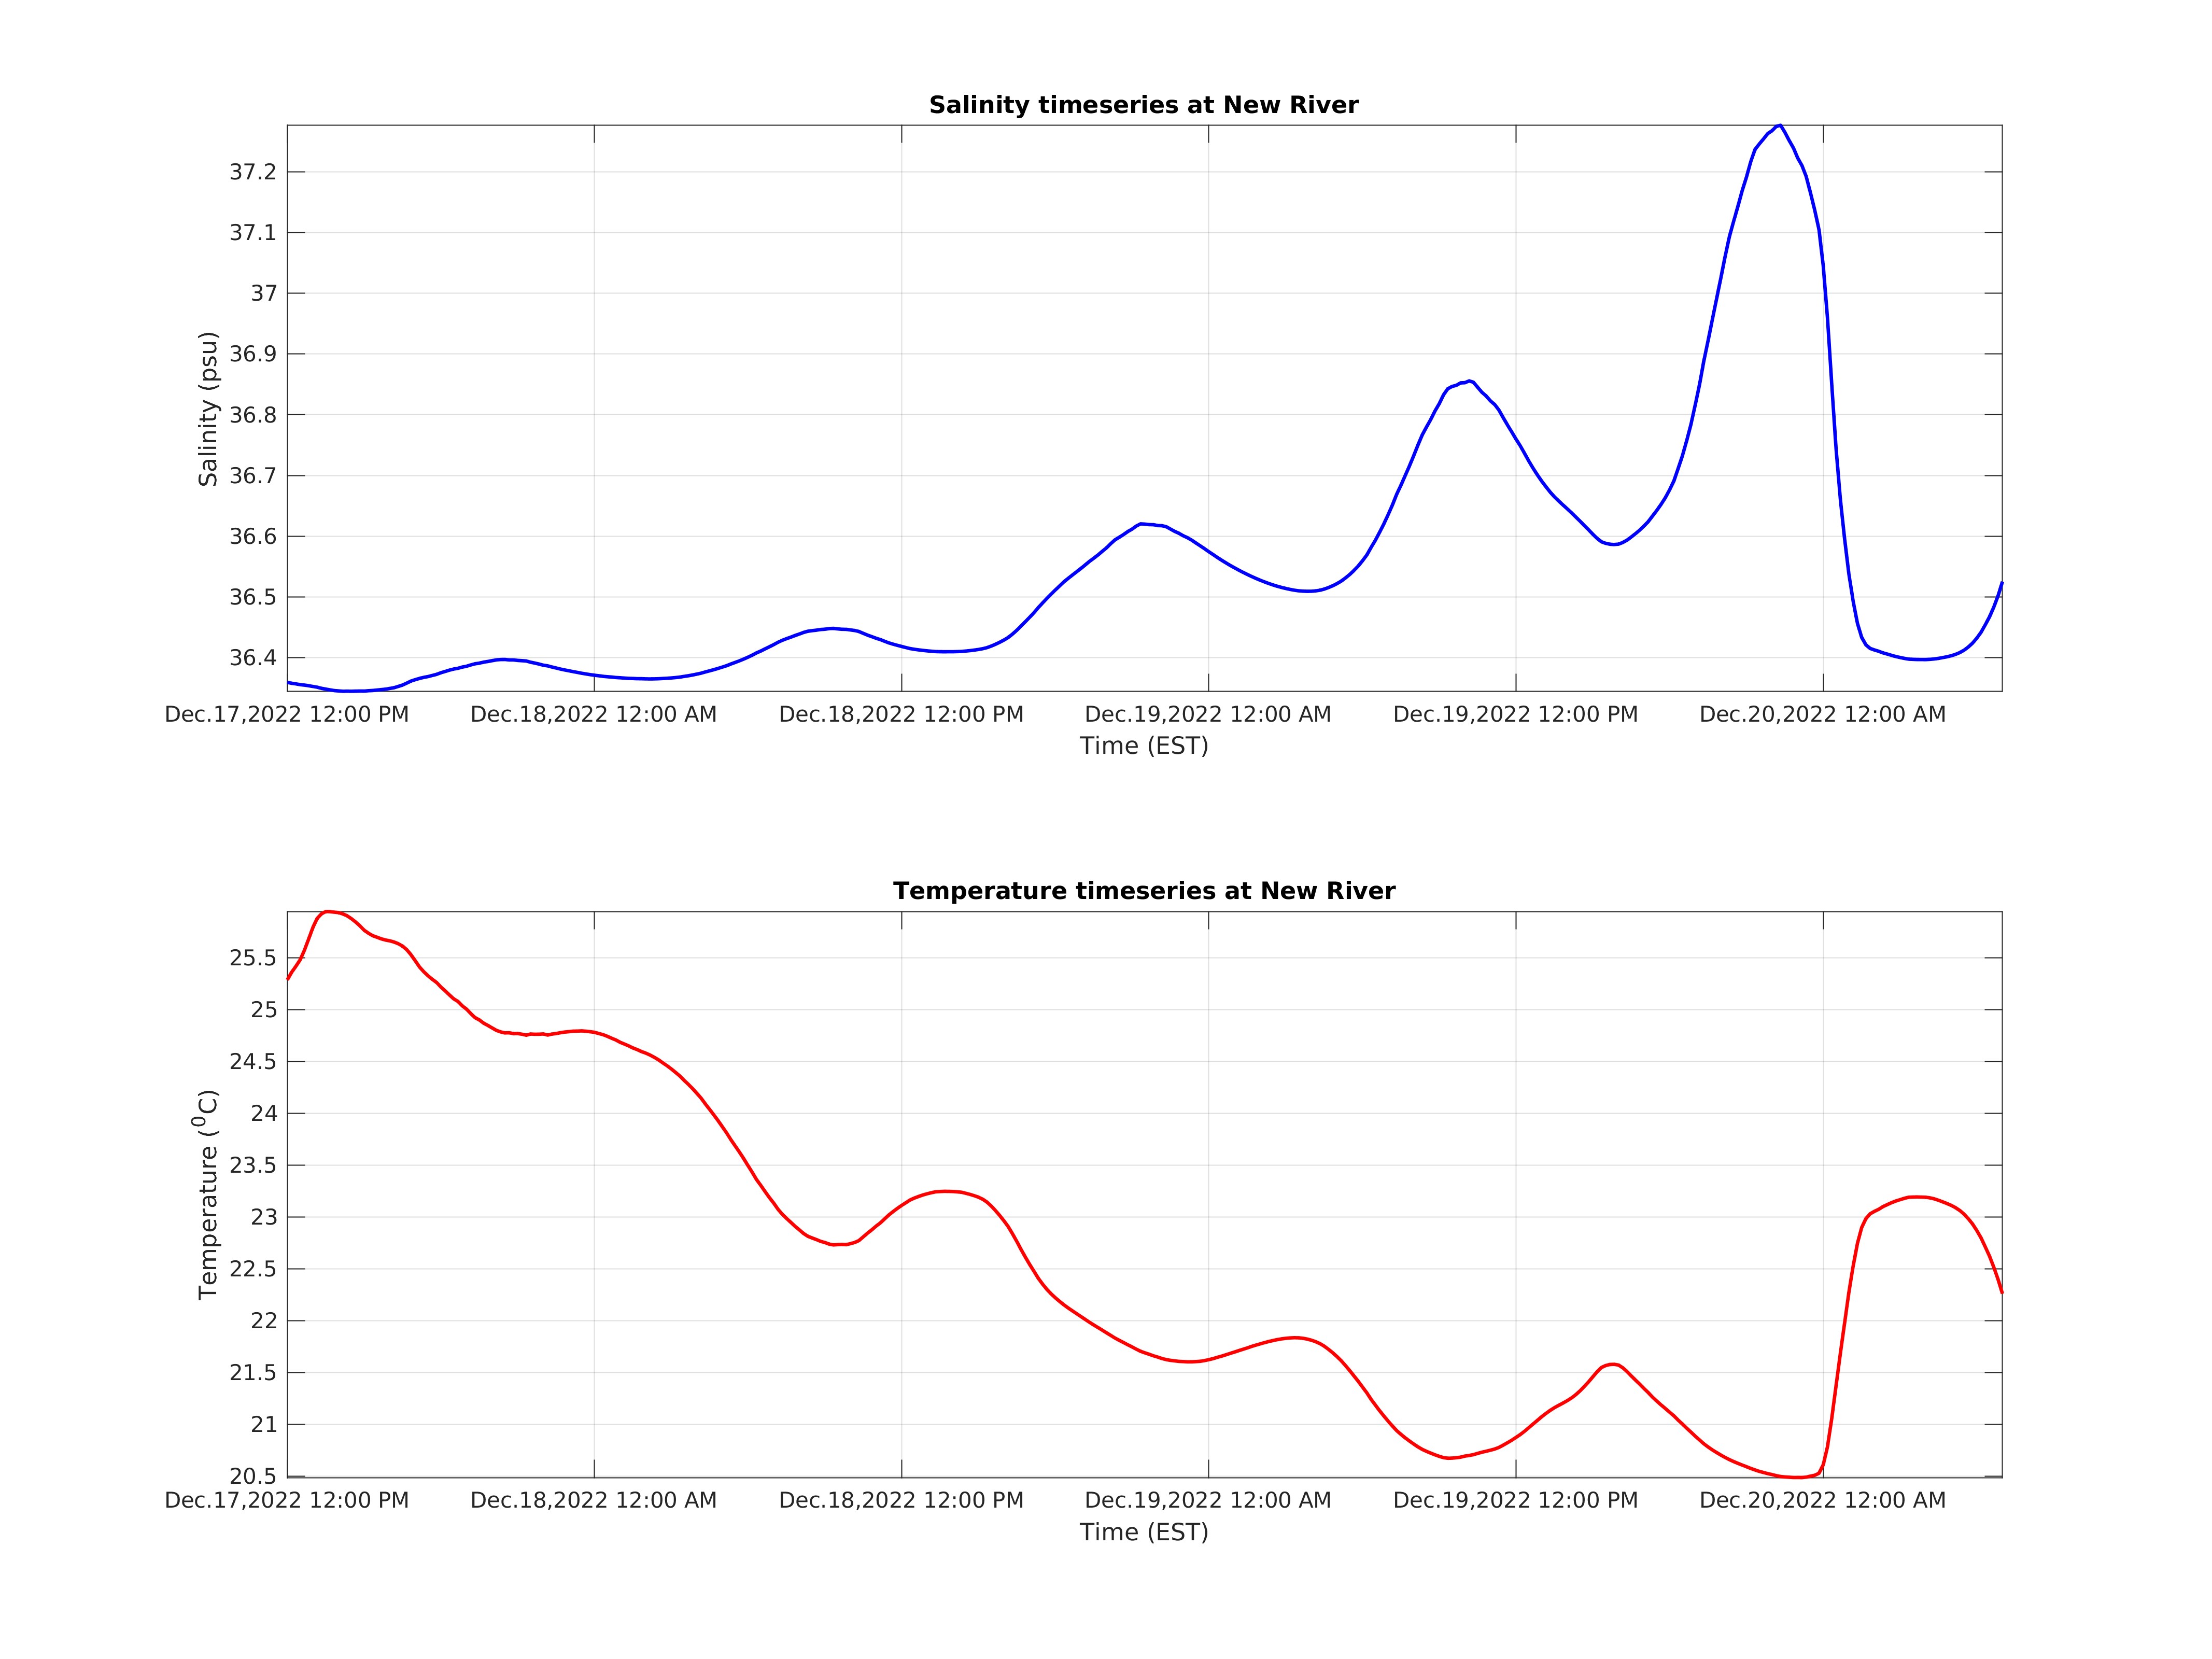 Salinity timeseries at New River
37.2
37.1
37
36.9
36.8
36.7
36.6
36.5
36.4
Salinity (psu)
Dec.17,2022 12:00 PM Dec.18,2022 12:00 AM Dec.18,2022 12:00 PM Dec.19,2022 12:00 AM Dec.19,2022 12:00 PM Dec.20,2022 12:00 AM
Time (EST)
Temperature timeseries at New River
25.5
25
24.5
24
23.5
23
22.5
22
21.5
21
20.5
Temperature (⁰C)
Dec.17,2022 12:00 PM Dec.18,2022 12:00 AM Dec.18,2022 12:00 PM Dec.19,2022 12:00 AM Dec.19,2022 12:00 PM Dec.20,2022 12:00 AM
Time (EST)